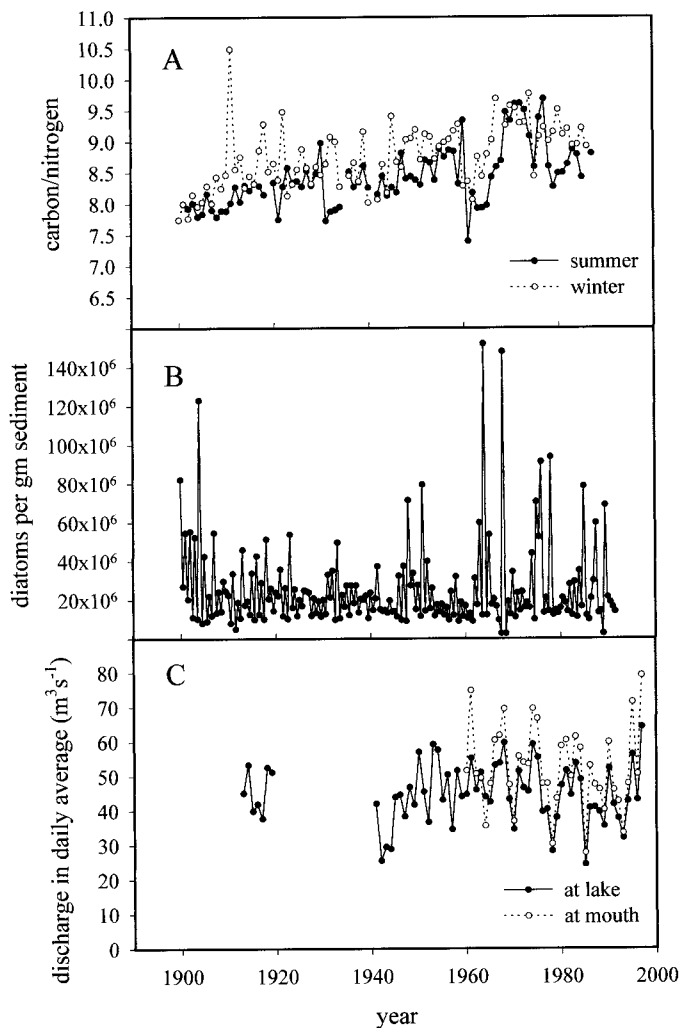 11.0
10.5
10.0
9.5
9.0
8.5
8.0
7.5
7.0
6.5
carbon/nitrogen
A
summer
winter
140x10⁶
120x10⁶
100x10⁶
80x10⁶
60x10⁶
40x10⁶
20x10⁶
diatoms per gm sediment
B
80
70
60
50
40
30
20
10
0
discharge in daily average (m³s⁻¹)
C
at lake
at mouth
1900 1920 1940 1960 1980 2000
year